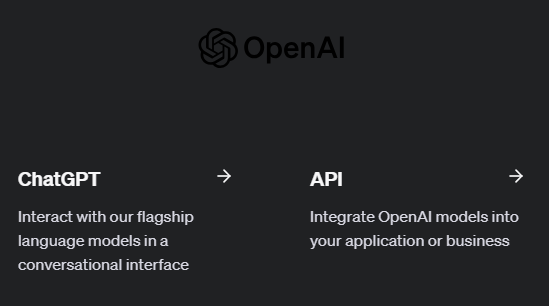 OpenAI
ChatGPT
Interact with our flagship
language models in a
conversational interface
API
Integrate OpenAI models into
your application or business